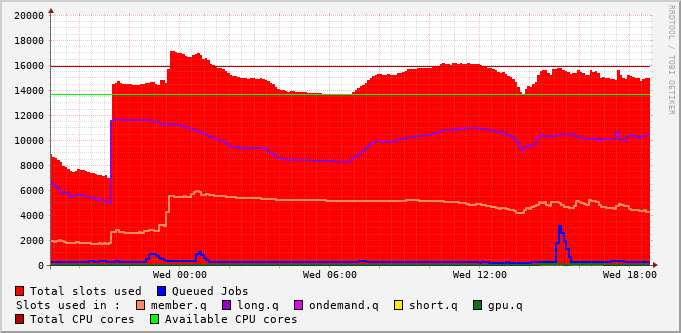 20000
18000
16000
14000
12000
10000
8000
6000
4000
2000
0
Wed 00:00 Wed 06:00 Wed 12:00 Wed 18:00
RRDTOOL / TOBI OETIKER
Total slots used Queued Jobs
Slots used in : member.q long.q ondemand.q short.q gpu.q
Total CPU cores Available CPU cores